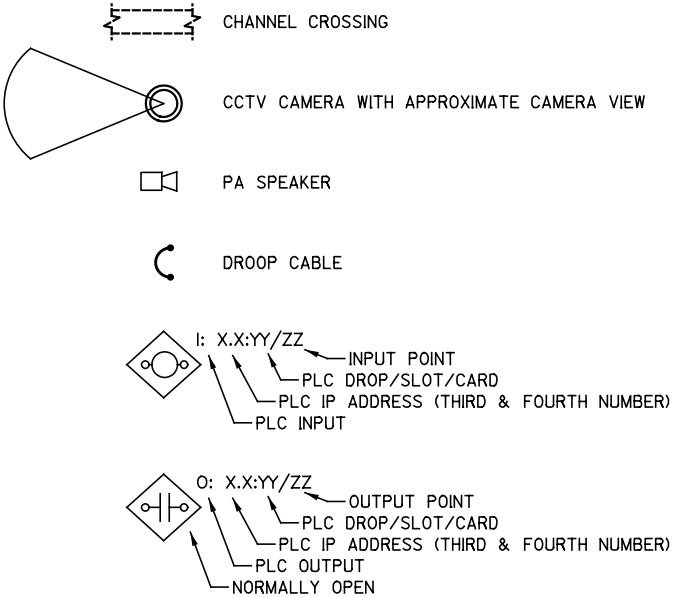 CHANNEL CROSSING
CCTV CAMERA WITH APPROXIMATE CAMERA VIEW
PA SPEAKER
DROOP CABLE
I: X.X:YY/ZZ
INPUT POINT
PLC DROP/SLOT/CARD
PLC IP ADDRESS (THIRD & FOURTH NUMBER)
PLC INPUT
O: X.X:YY/ZZ
OUTPUT POINT
PLC DROP/SLOT/CARD
PLC IP ADDRESS (THIRD & FOURTH NUMBER)
PLC OUTPUT
NORMALLY OPEN